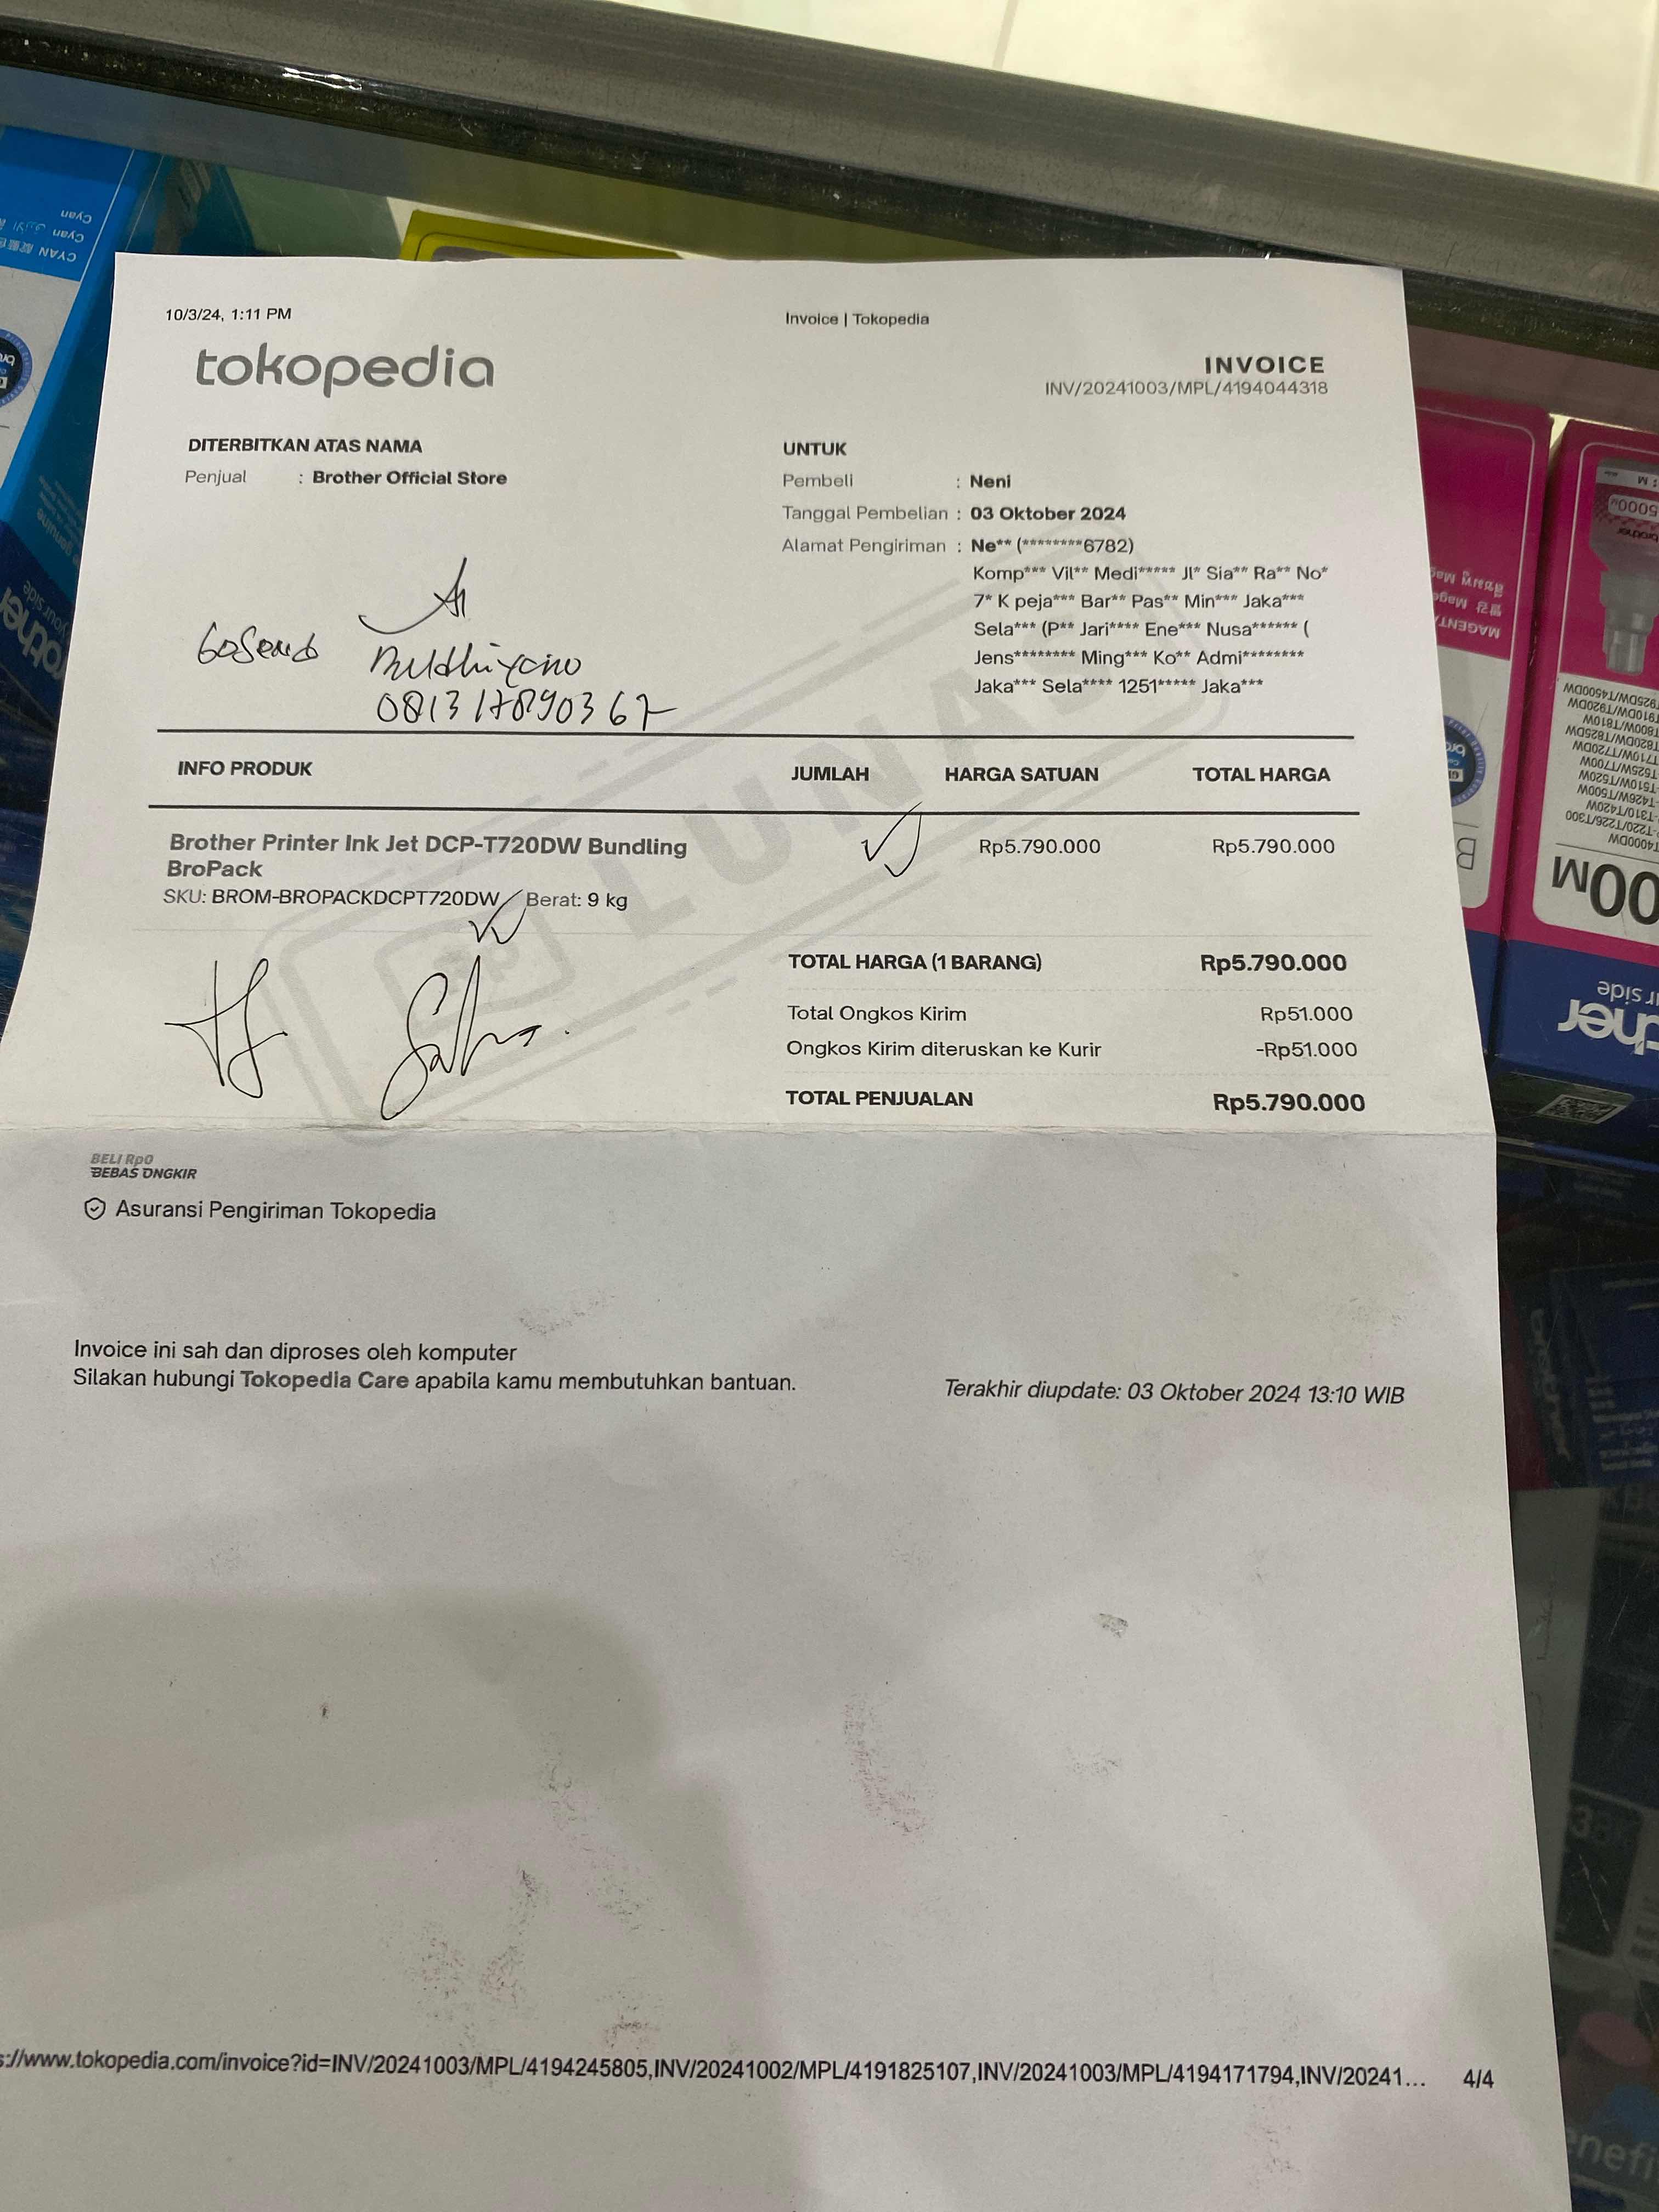 10/3/24, 1:11 PM
Invoice | Tokopedia
tokopedia
INVOICE
INV/20241003/MPL/4194044318
DITERBITKAN ATAS NAMA
Penjual : Brother Official Store
UNTUK
Pembeli : Neni
Tanggal Pembelian : 03 Oktober 2024
Alamat Pengiriman : Ne** (********6782)
Komp*** Vil** Medi***** Jl* Sia** Ra** No*
7* K peja*** Bar** Pas** Min*** Jaka***
Sela*** (P** Jari**** Ene*** Nusa****** (
Jens******** Ming*** Ko** Admi********
Jaka*** Sela**** 1251***** Jaka***
GoSend
081317890367
LUNAS
INFO PRODUK JUMLAH HARGA SATUAN TOTAL HARGA
Brother Printer Ink Jet DCP-T720DW Bundling
BroPack
Rp5.790.000 Rp5.790.000
SKU: BROM-BROPACKDCPT720DW Berat: 9 kg
TOTAL HARGA (1 BARANG) Rp5.790.000
Total Ongkos Kirim Rp51.000
Ongkos Kirim diteruskan ke Kurir -Rp51.000
TOTAL PENJUALAN Rp5.790.000
BELI Rp0
BEBAS ONGKIR
Asuransi Pengiriman Tokopedia
Invoice ini sah dan diproses oleh komputer
Silakan hubungi Tokopedia Care apabila kamu membutuhkan bantuan.
Terakhir diupdate: 03 Oktober 2024 13:10 WIB
s://www.tokopedia.com/invoice?id=INV/20241003/MPL/4194245805,INV/20241002/MPL/4191825107,INV/20241003/MPL/4194171794,INV/20241... 4/4
CYAN
Cyan
Cyan
your side
MAGENTA
5000